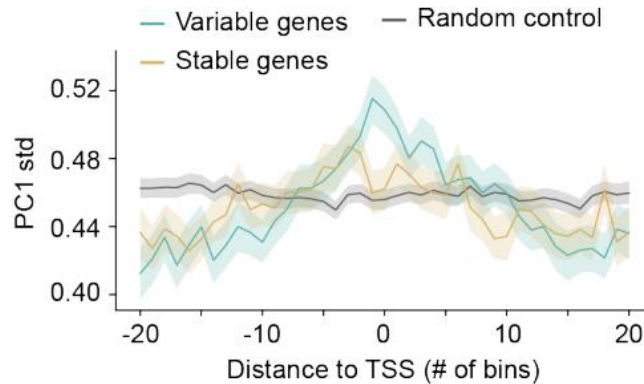 Variable genes
Random control
Stable genes
PC1 std
0.52
0.48
0.44
0.40
-20 -10 0 10 20
Distance to TSS (# of bins)